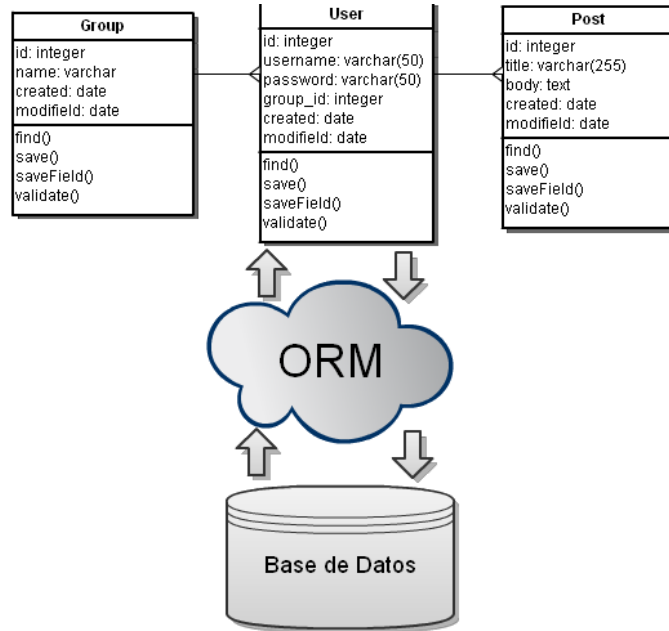 Group
id: integer
name: varchar
created: date
modifield: date
find()
save()
saveField()
validate()
User
id: integer
username: varchar(50)
password: varchar(50)
group_id: integer
created: date
modifield: date
find()
save()
saveField()
validate()
Post
id: integer
title: varchar(255)
body: text
created: date
modifield: date
find()
save()
saveField()
validate()
ORM
Base de Datos